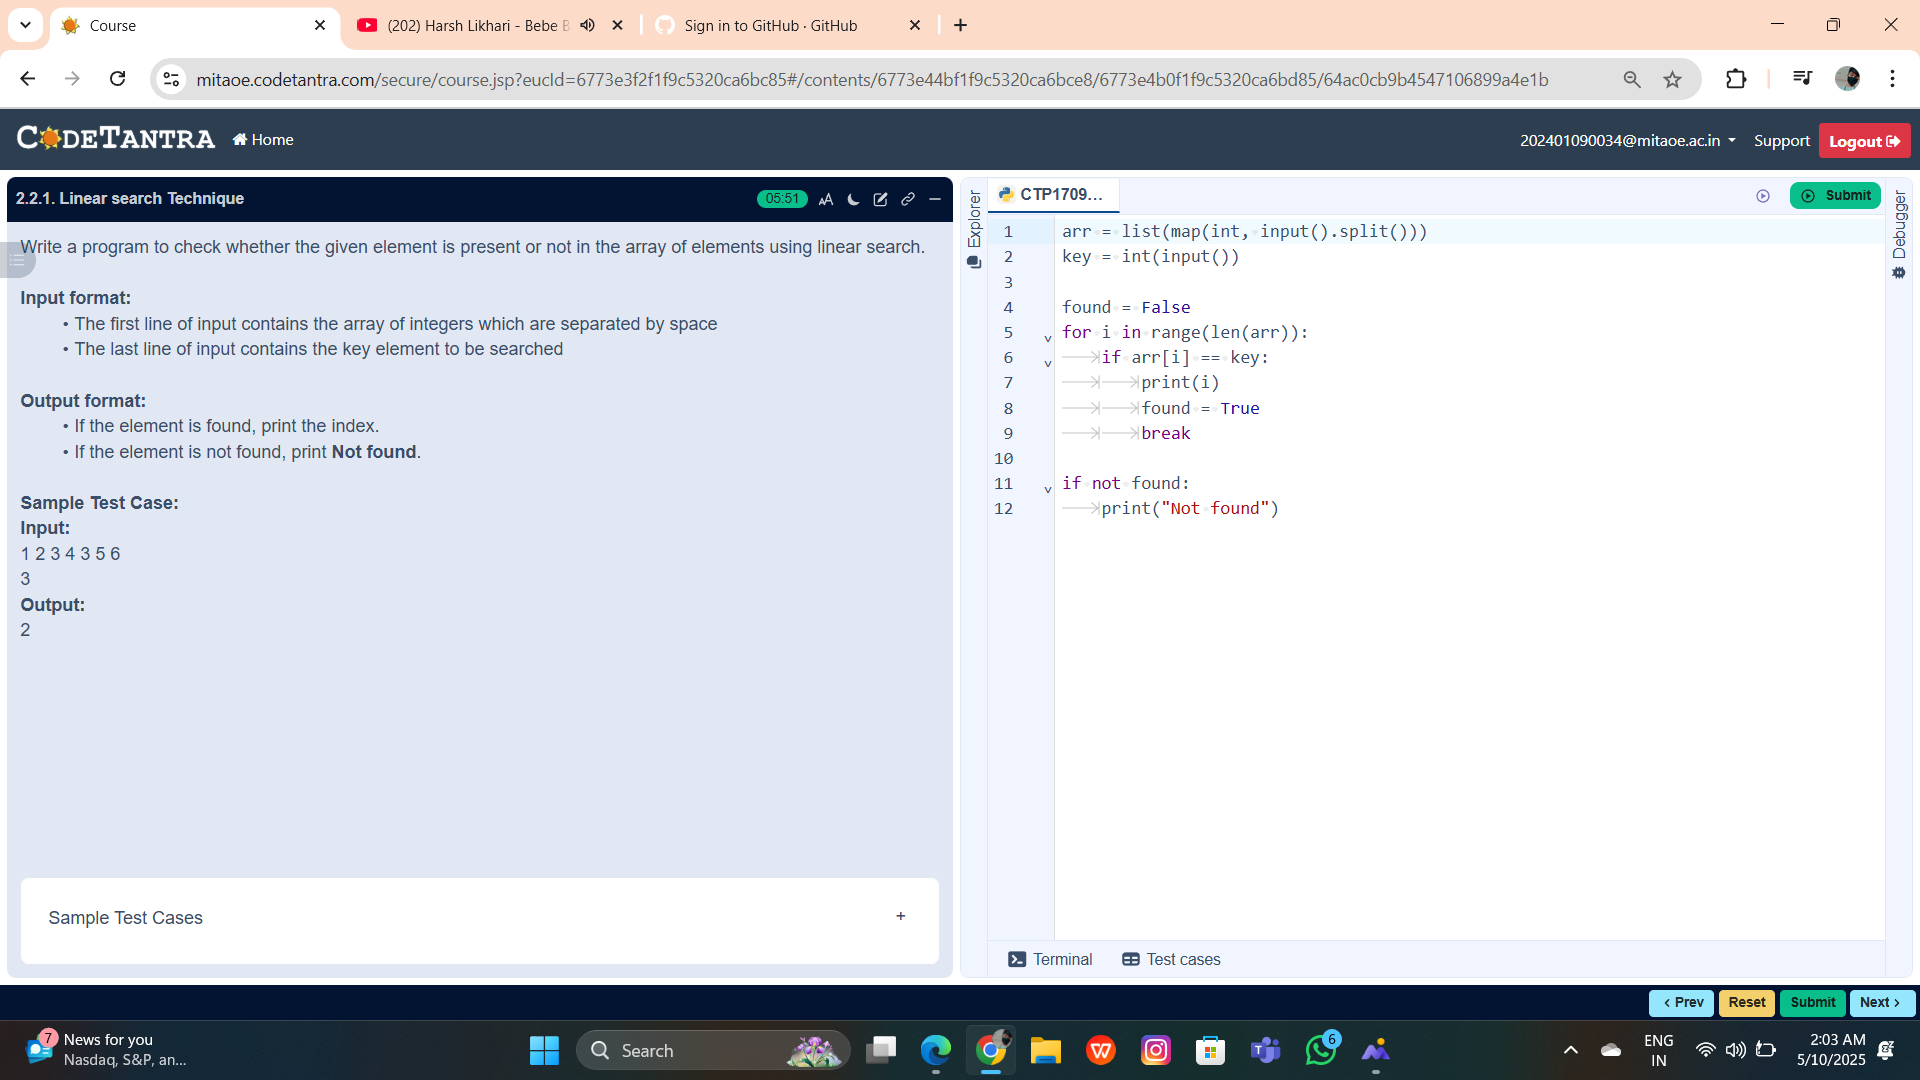 Course
(202) Harsh Likhari - Bebe B
Sign in to GitHub · GitHub
mitaoe.codetantra.com/secure/course.jsp?eucId=6773e3f2f1f9c5320ca6bc85#/contents/6773e44bf1f9c5320ca6bce8/6773e4b0f1f9c5320ca6bd85/64ac0cb9b4547106899a4e1b
CODETANTRA
Home
202401090034@mitaoe.ac.in
Support
Logout
2.2.1. Linear search Technique
05:51
AA
Write a program to check whether the given element is present or not in the array of elements using linear search.
Input format:
• The first line of input contains the array of integers which are separated by space
• The last line of input contains the key element to be searched
Output format:
• If the element is found, print the index.
• If the element is not found, print Not found.
Sample Test Case:
Input:
1 2 3 4 3 5 6
3
Output:
2
Sample Test Cases
+
Explorer
CTP1709...
Submit
Debugger
1 arr = list(map(int, input().split()))
2 key = int(input())
3
4 found = False
5 for i in range(len(arr)):
6 if arr[i] == key:
7 print(i)
8 found = True
9 break
10
11 if not found:
12 print("Not found")
Terminal
Test cases
< Prev
Reset
Submit
Next >
7
News for you
Nasdaq, S&P, an...
Search
W
T
6
ENG
IN
2:03 AM
5/10/2025